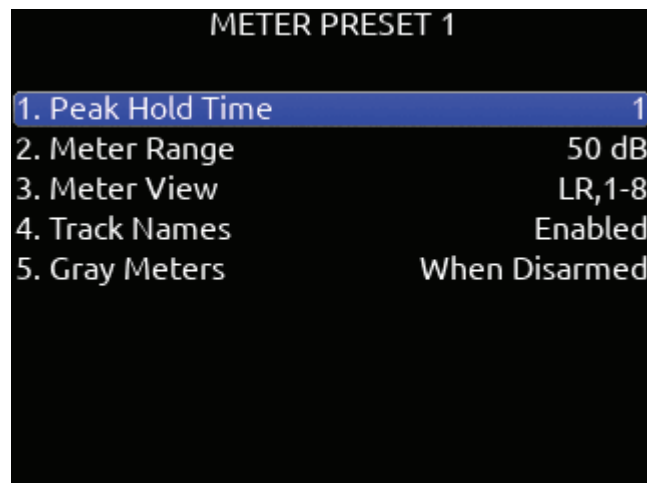 METER PRESET 1
1. Peak Hold Time 1
2. Meter Range 50 dB
3. Meter View LR,1-8
4. Track Names Enabled
5. Gray Meters When Disarmed